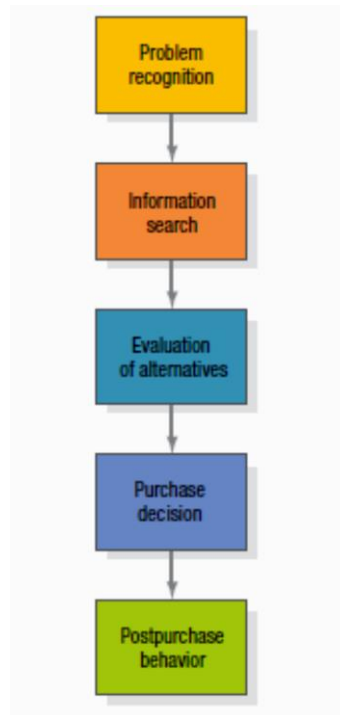 Problem
recognition
Information
search
Evaluation
of alternatives
Purchase
decision
Postpurchase
behavior